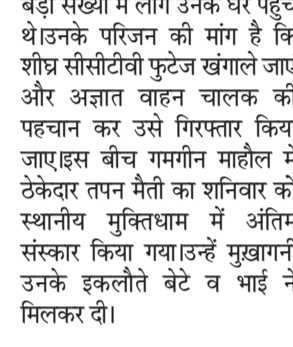 बड़ी संख्या में लोग उनके घर पहुंचे
थे।उनके परिजन की मांग है कि
शीघ्र सीसीटीवी फुटेज खंगाले जाए
और अज्ञात वाहन चालक की
पहचान कर उसे गिरफ्तार किया
जाए।इस बीच गमगीन माहौल में
ठेकेदार तपन मैती का शनिवार को
स्थानीय मुक्तिधाम में अंतिम
संस्कार किया गया।उन्हें मुखागनी
उनके इकलौते बेटे व भाई ने
मिलकर दी।